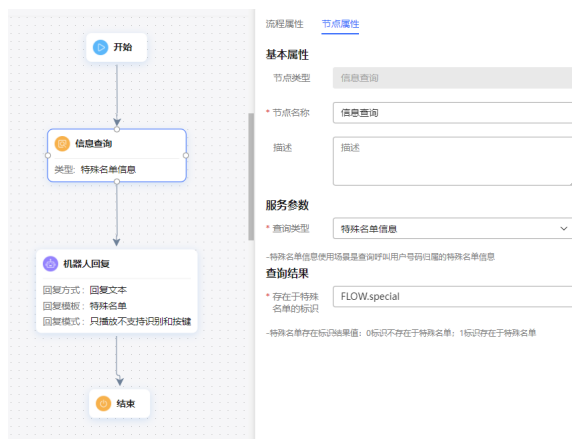 开始
信息查询
类型: 特殊名单信息
机器人回复
回复方式: 回复文本
回复模板: 特殊名单
回复模式: 只播放不支持识别和按键
结束
流程属性 节点属性
基本属性
节点类型 信息查询
* 节点名称 信息查询
描述 描述
服务参数
* 查询类型 特殊名单信息
-特殊名单信息使用场景是查询呼叫用户号码归属的特殊名单信息
查询结果
* 存在于特殊 FLOW.special
名单的标识
-特殊名单存在标识结果值：0标识不存在于特殊名单；1标识存在于特殊名单